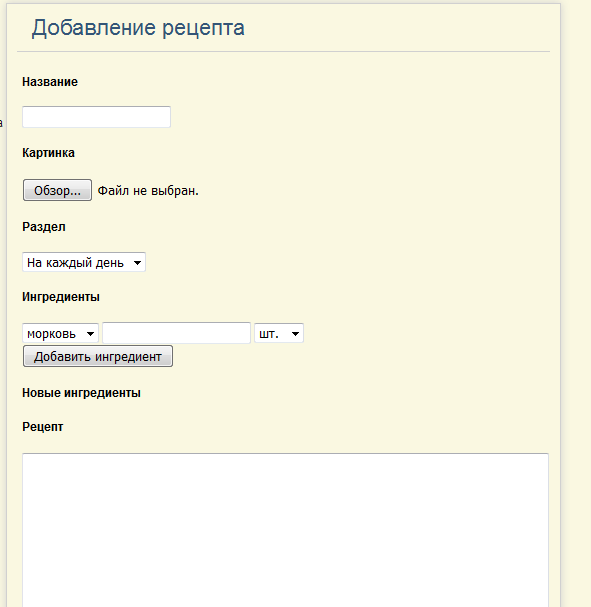 Добавление рецепта
Название
а
Картинка
Обзор... Файл не выбран.
Раздел
На каждый день
Ингредиенты
морковь шт.
Добавить ингредиент
Новые ингредиенты
Рецепт